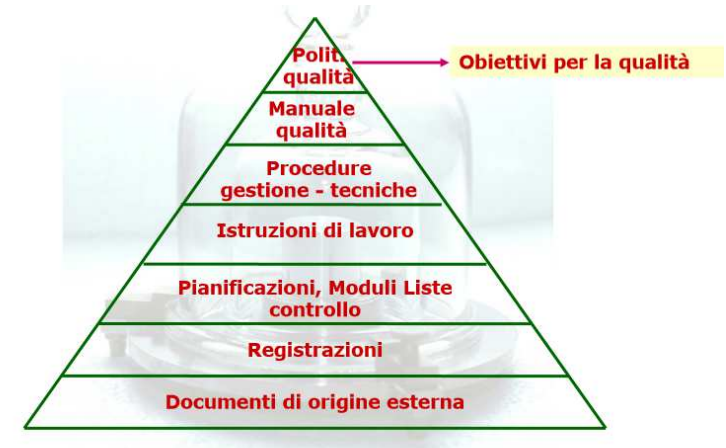 Polit.
qualità
Obiettivi per la qualità
Manuale
qualità
Procedure
gestione - tecniche
Istruzioni di lavoro
Pianificazioni, Moduli Liste
controllo
Registrazioni
Documenti di origine esterna